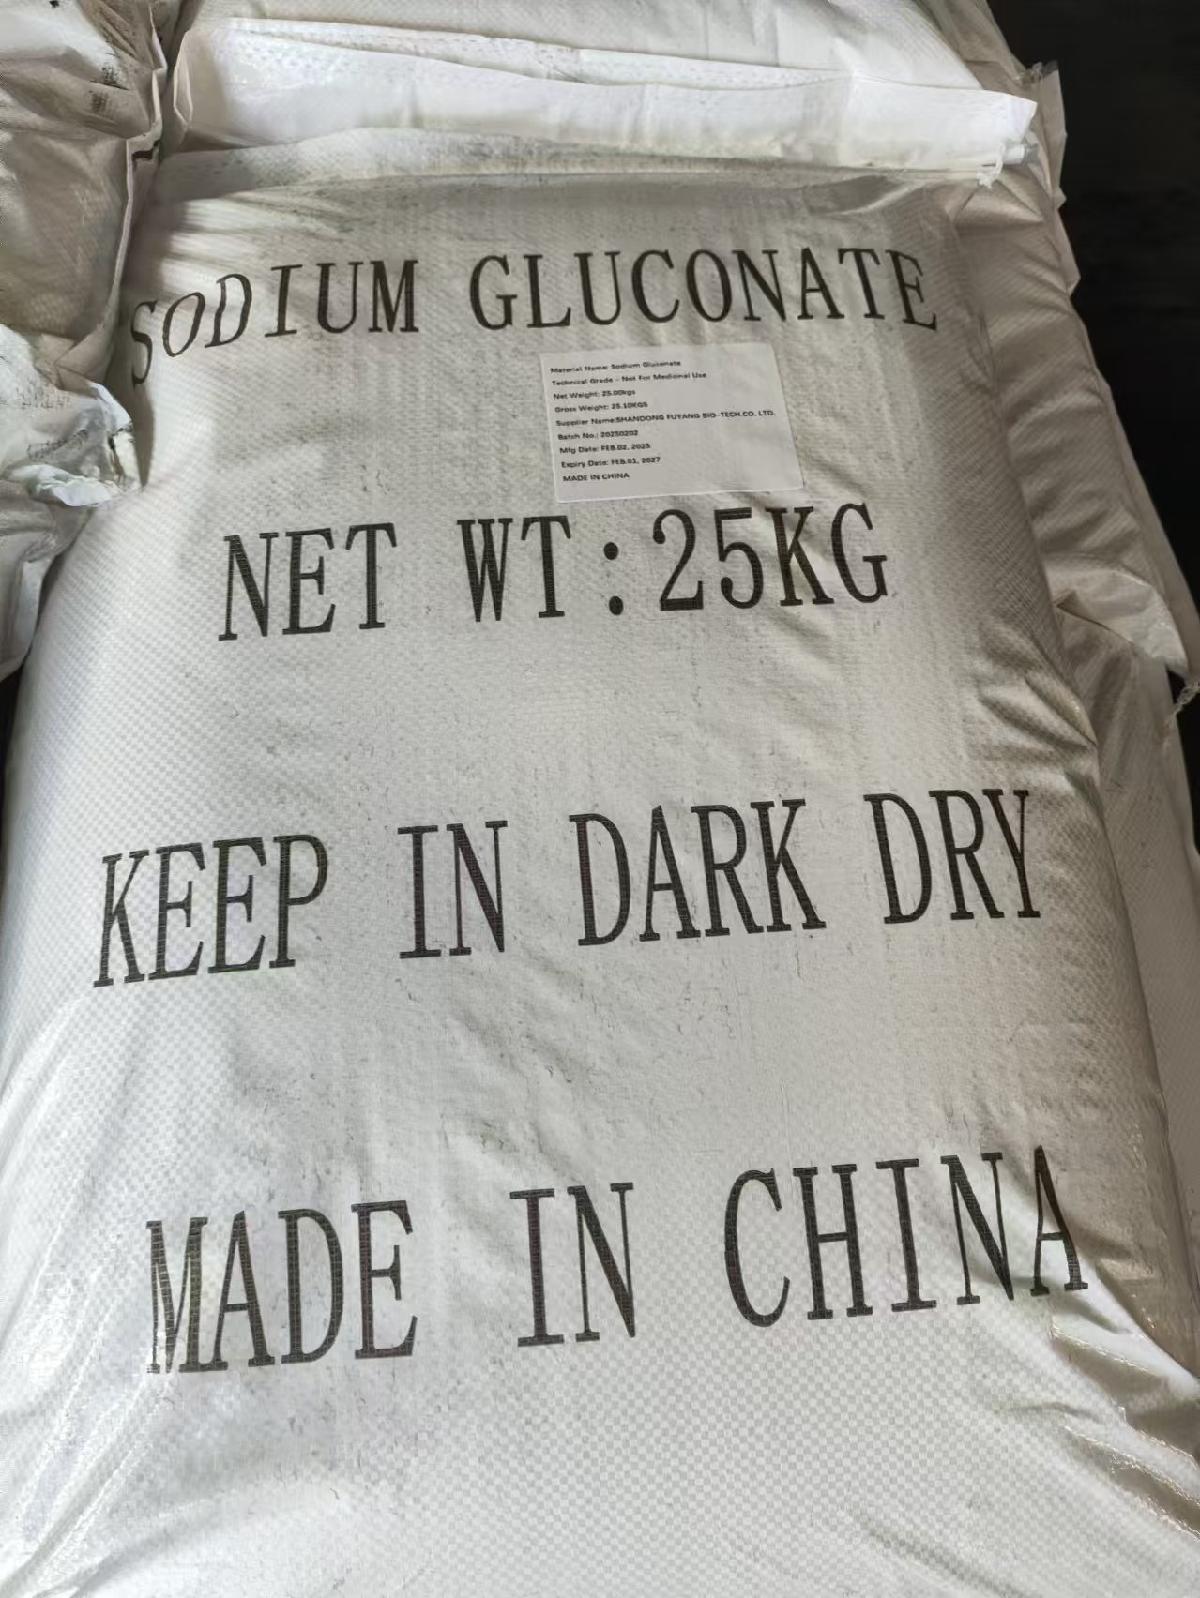 SODIUM GLUCONATE
Material Name: Sodium Gluconate
Technical Grade - Not For Medicinal Use
Net Weight: 25.00kgs
Gross Weight: 25.10KGS
Supplier Name:SHANDONG FUYANG BIO-TECH.CO. LTD.
Batch No.: 20250202
Mfg Date: FEB.02, 2025
Expiry Date: FEB.01, 2027
MADE IN CHINA
NET WT:25KG
KEEP IN DARK DRY
MADE IN CHINA